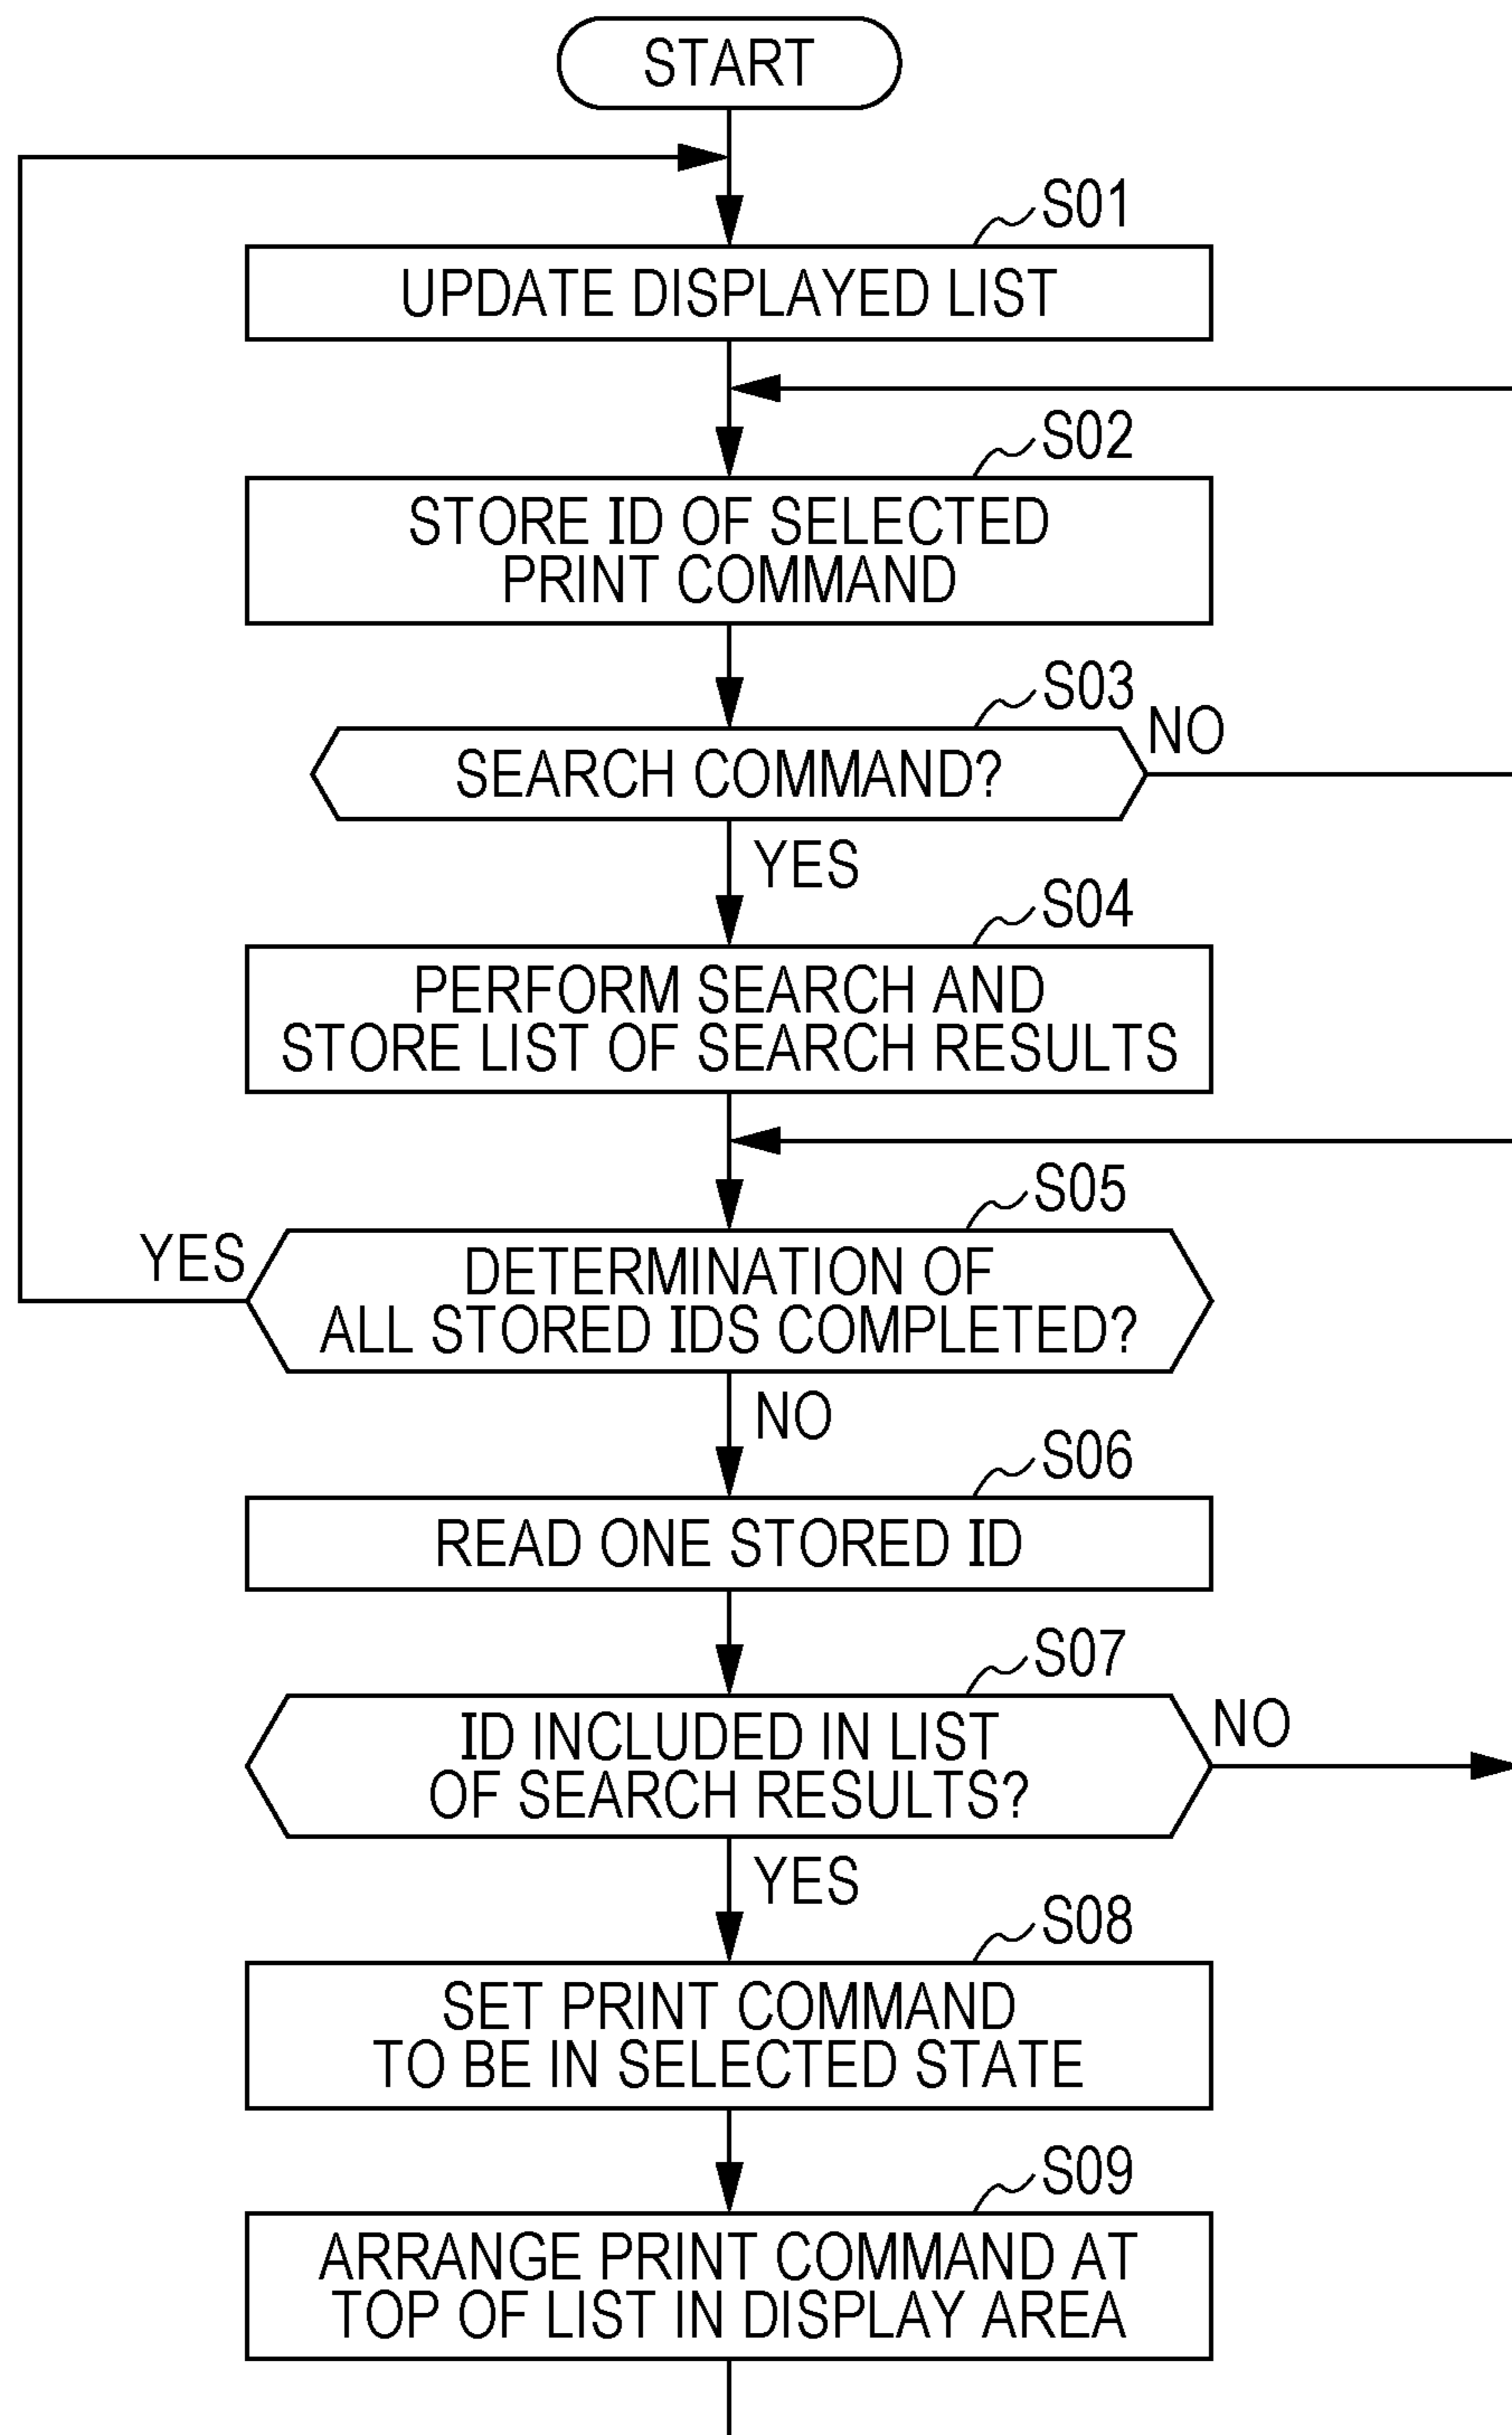 START
S01
UPDATE DISPLAYED LIST
S02
STORE ID OF SELECTED
PRINT COMMAND
S03
SEARCH COMMAND?
NO
YES
S04
PERFORM SEARCH AND
STORE LIST OF SEARCH RESULTS
S05
YES
DETERMINATION OF
ALL STORED IDS COMPLETED?
NO
S06
READ ONE STORED ID
S07
ID INCLUDED IN LIST
OF SEARCH RESULTS?
NO
YES
S08
SET PRINT COMMAND
TO BE IN SELECTED STATE
S09
ARRANGE PRINT COMMAND AT
TOP OF LIST IN DISPLAY AREA